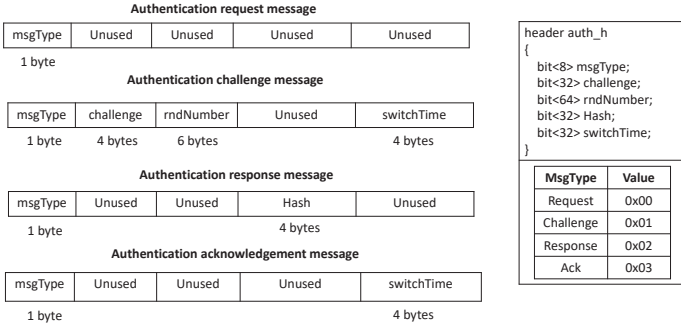 Authentication request message
msgType Unused Unused Unused Unused
1 byte
Authentication challenge message
msgType challenge rndNumber Unused switchTime
1 byte 4 bytes 6 bytes 4 bytes
Authentication response message
msgType Unused Unused Hash Unused
1 byte 4 bytes
Authentication acknowledgement message
msgType Unused Unused Unused switchTime
1 byte 4 bytes
header auth_h
{
bit<8> msgType;
bit<32> challenge;
bit<64> rndNumber;
bit<32> Hash;
bit<32> switchTime;
}
MsgType Value
Request 0x00
Challenge 0x01
Response 0x02
Ack 0x03